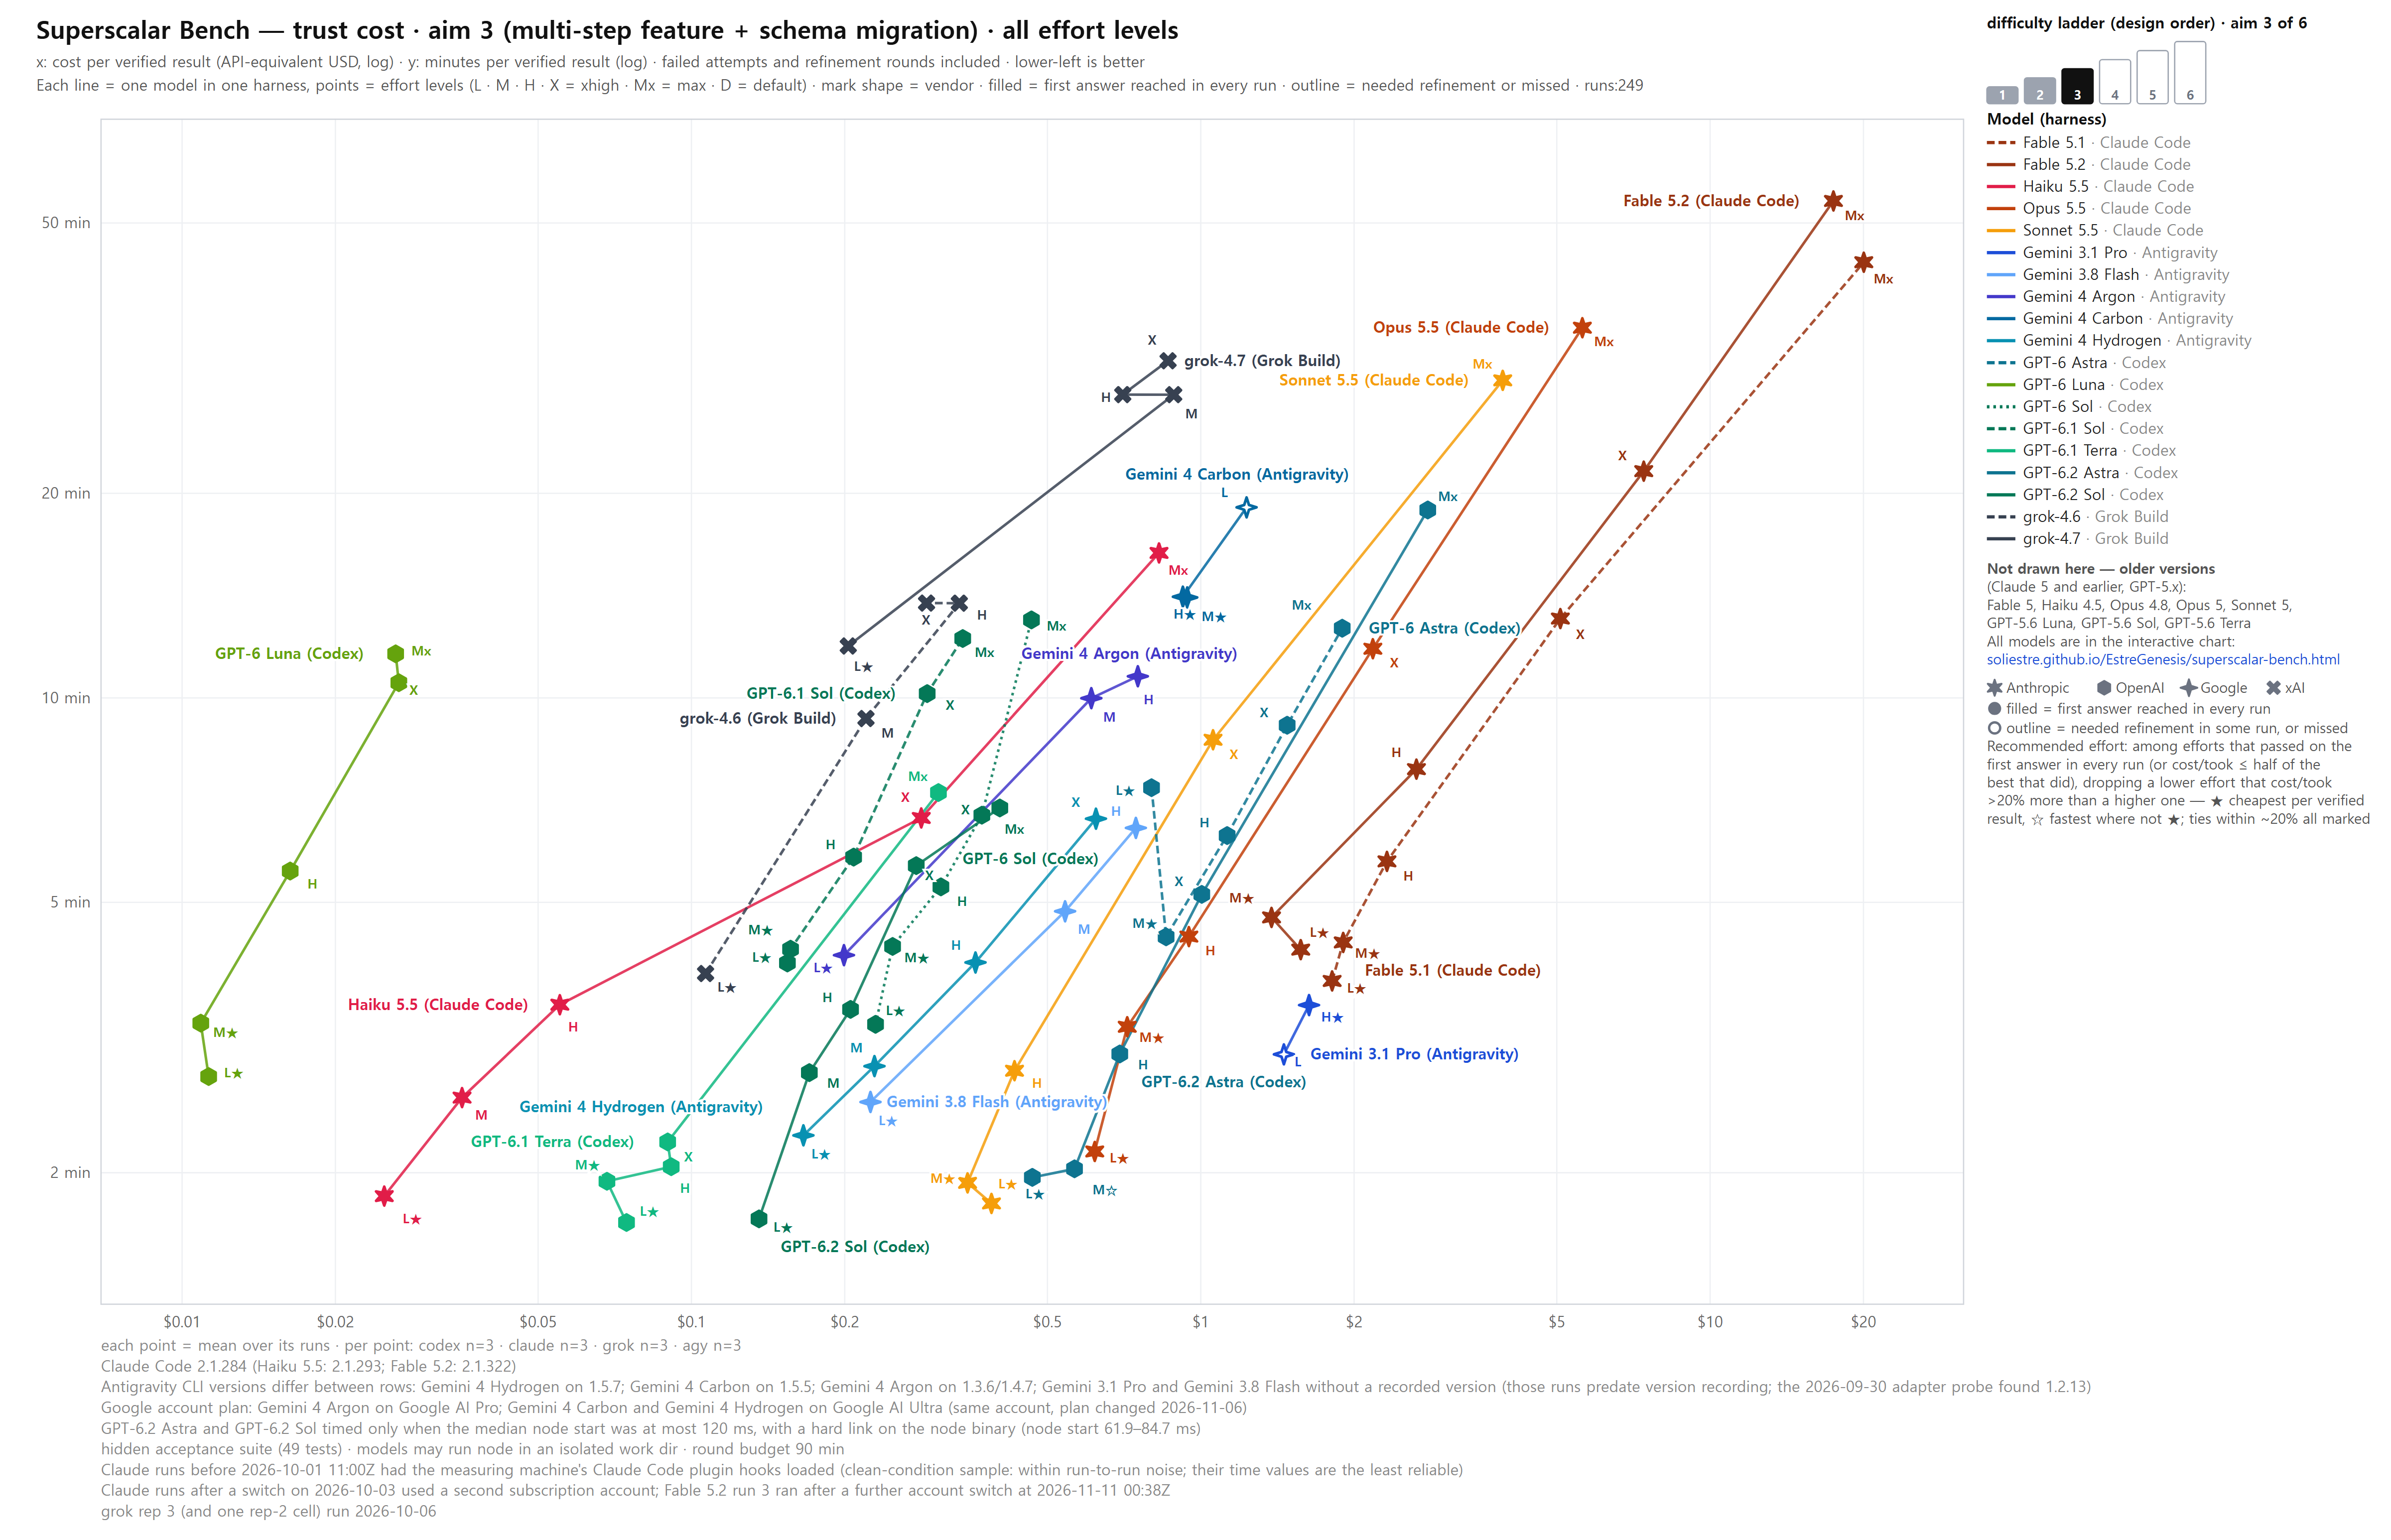 Superscalar Bench — trust cost · aim 3 (multi-step feature + schema migration) · all effort levels
x: cost per verified result (API-equivalent USD, log) · y: minutes per verified result (log) · failed attempts and refinement rounds included · lower-left is better
Each line = one model in one harness, points = effort levels (L · M · H · X = xhigh · Mx = max · D = default) · mark shape = vendor · filled = first answer reached in every run · outline = needed refinement or missed · runs:249
50 min
20 min
10 min
5 min
2 min
Fable 5.2 (Claude Code)
Mx
Mx
Opus 5.5 (Claude Code)
Mx
X
grok-4.7 (Grok Build)
Mx
Sonnet 5.5 (Claude Code)
H
M
X
Gemini 4 Carbon (Antigravity)
L
Mx
Mx
H★
M★
Mx
X
H
Mx
GPT-6 Astra (Codex)
X
GPT-6 Luna (Codex)
Mx
L★
Mx
Gemini 4 Argon (Antigravity)
X
X
GPT-6.1 Sol (Codex)
X
H
M
grok-4.6 (Grok Build)
M
X
X
H
Mx
X
L★
X
H
X
Mx
H
H
GPT-6 Sol (Codex)
H
X
H
X
M★
H
M★
L★
M★
H
M
M★
H
L★
M★
L★
L★
Fable 5.1 (Claude Code)
L★
Haiku 5.5 (Claude Code)
H
H
L★
H★
M★
M
M★
L★
L
Gemini 3.1 Pro (Antigravity)
H
M
H
GPT-6.2 Astra (Codex)
M
Gemini 4 Hydrogen (Antigravity)
Gemini 3.8 Flash (Antigravity)
L★
GPT-6.1 Terra (Codex)
X
L★
L★
M★
H
M★
L★
L★
M☆
L★
L★
L★
GPT-6.2 Sol (Codex)
$0.01
$0.02
$0.05
$0.1
$0.2
$0.5
$1
$2
$5
$10
$20
each point = mean over its runs · per point: codex n=3 · claude n=3 · grok n=3 · agy n=3
Claude Code 2.1.284 (Haiku 5.5: 2.1.293; Fable 5.2: 2.1.322)
Antigravity CLI versions differ between rows: Gemini 4 Hydrogen on 1.5.7; Gemini 4 Carbon on 1.5.5; Gemini 4 Argon on 1.3.6/1.4.7; Gemini 3.1 Pro and Gemini 3.8 Flash without a recorded version (those runs predate version recording; the 2026-09-30 adapter probe found 1.2.13)
Google account plan: Gemini 4 Argon on Google AI Pro; Gemini 4 Carbon and Gemini 4 Hydrogen on Google AI Ultra (same account, plan changed 2026-11-06)
GPT-6.2 Astra and GPT-6.2 Sol timed only when the median node start was at most 120 ms, with a hard link on the node binary (node start 61.9–84.7 ms)
hidden acceptance suite (49 tests) · models may run node in an isolated work dir · round budget 90 min
Claude runs before 2026-10-01 11:00Z had the measuring machine's Claude Code plugin hooks loaded (clean-condition sample: within run-to-run noise; their time values are the least reliable)
Claude runs after a switch on 2026-10-03 used a second subscription account; Fable 5.2 run 3 ran after a further account switch at 2026-11-11 00:38Z
grok rep 3 (and one rep-2 cell) run 2026-10-06
difficulty ladder (design order) · aim 3 of 6
1 2 3 4 5 6
Model (harness)
Fable 5.1 · Claude Code
Fable 5.2 · Claude Code
Haiku 5.5 · Claude Code
Opus 5.5 · Claude Code
Sonnet 5.5 · Claude Code
Gemini 3.1 Pro · Antigravity
Gemini 3.8 Flash · Antigravity
Gemini 4 Argon · Antigravity
Gemini 4 Carbon · Antigravity
Gemini 4 Hydrogen · Antigravity
GPT-6 Astra · Codex
GPT-6 Luna · Codex
GPT-6 Sol · Codex
GPT-6.1 Sol · Codex
GPT-6.1 Terra · Codex
GPT-6.2 Astra · Codex
GPT-6.2 Sol · Codex
grok-4.6 · Grok Build
grok-4.7 · Grok Build
Not drawn here — older versions
(Claude 5 and earlier, GPT-5.x):
Fable 5, Haiku 4.5, Opus 4.8, Opus 5, Sonnet 5,
GPT-5.6 Luna, GPT-5.6 Sol, GPT-5.6 Terra
All models are in the interactive chart:
soliestre.github.io/EstreGenesis/superscalar-bench.html
Anthropic OpenAI Google xAI
filled = first answer reached in every run
outline = needed refinement in some run, or missed
Recommended effort: among efforts that passed on the
first answer in every run (or cost/took ≤ half of the
best that did), dropping a lower effort that cost/took
>20% more than a higher one — ★ cheapest per verified
result, ☆ fastest where not ★; ties within ~20% all marked